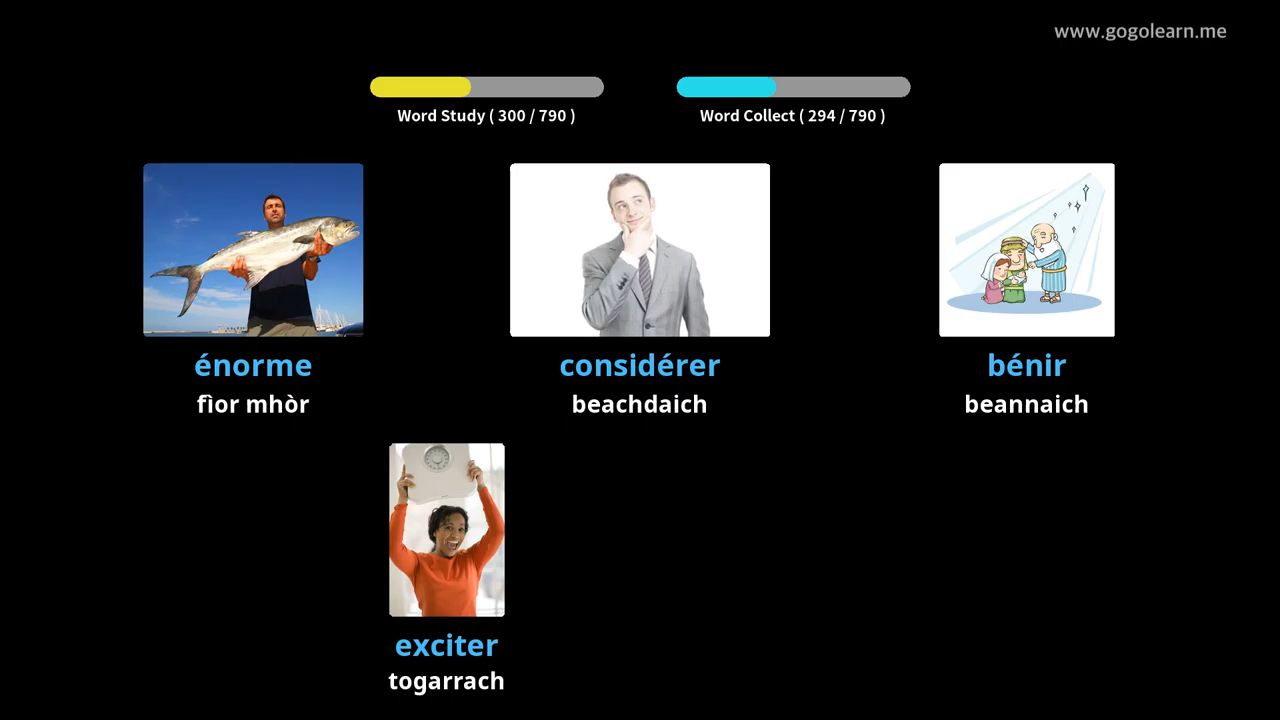 www.gogolearn.me
Word Study ( 300 / 790 )
Word Collect ( 294 / 790 )
énorme
fìor mhòr
considérer
beachdaich
bénir
beannaich
exciter
togarrach